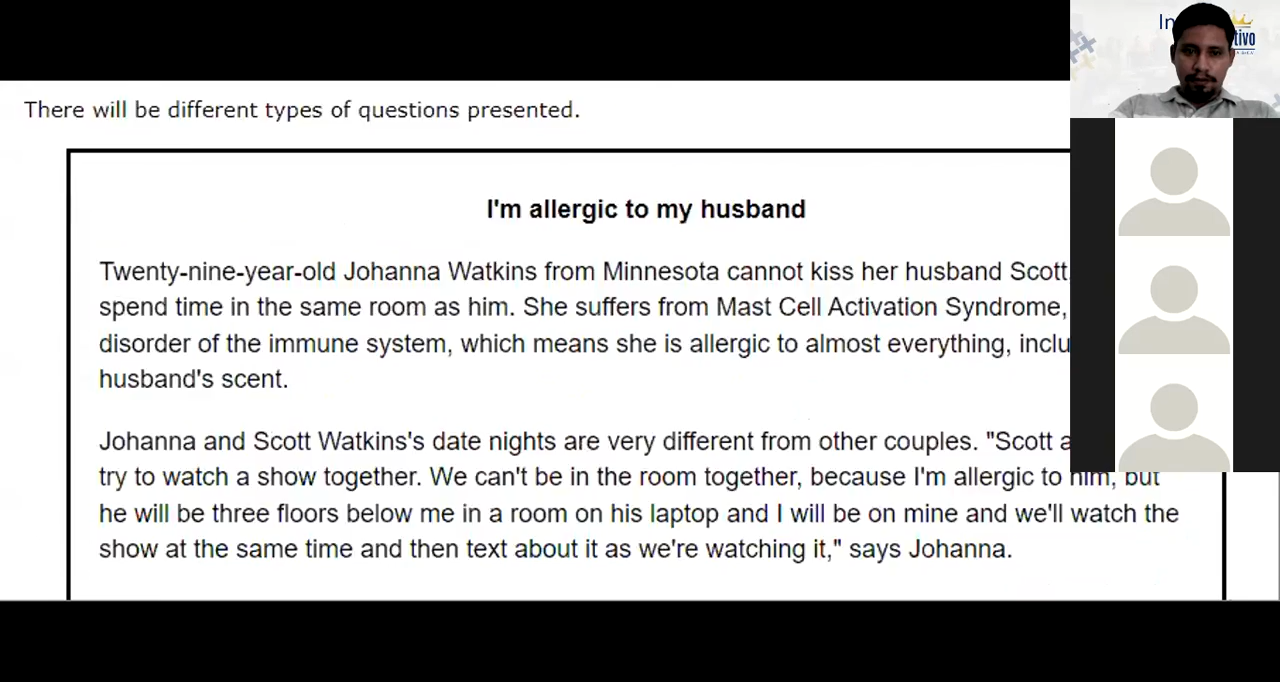 There will be different types of questions presented.
I'm allergic to my husband
Twenty-nine-year-old Johanna Watkins from Minnesota cannot kiss her husband Scott
spend time in the same room as him. She suffers from Mast Cell Activation Syndrome,
disorder of the immune system, which means she is allergic to almost everything,
husband's scent.
Johanna and Scott Watkins's date nights are very different from other couples. "Scott
try to watch a show together. We can't be in the room together, because I'm allergic to him, but
he will be three floors below me in a room on his laptop and I will be on mine and we'll watch the
show at the same time and then text about it as we're watching it," says Johanna.